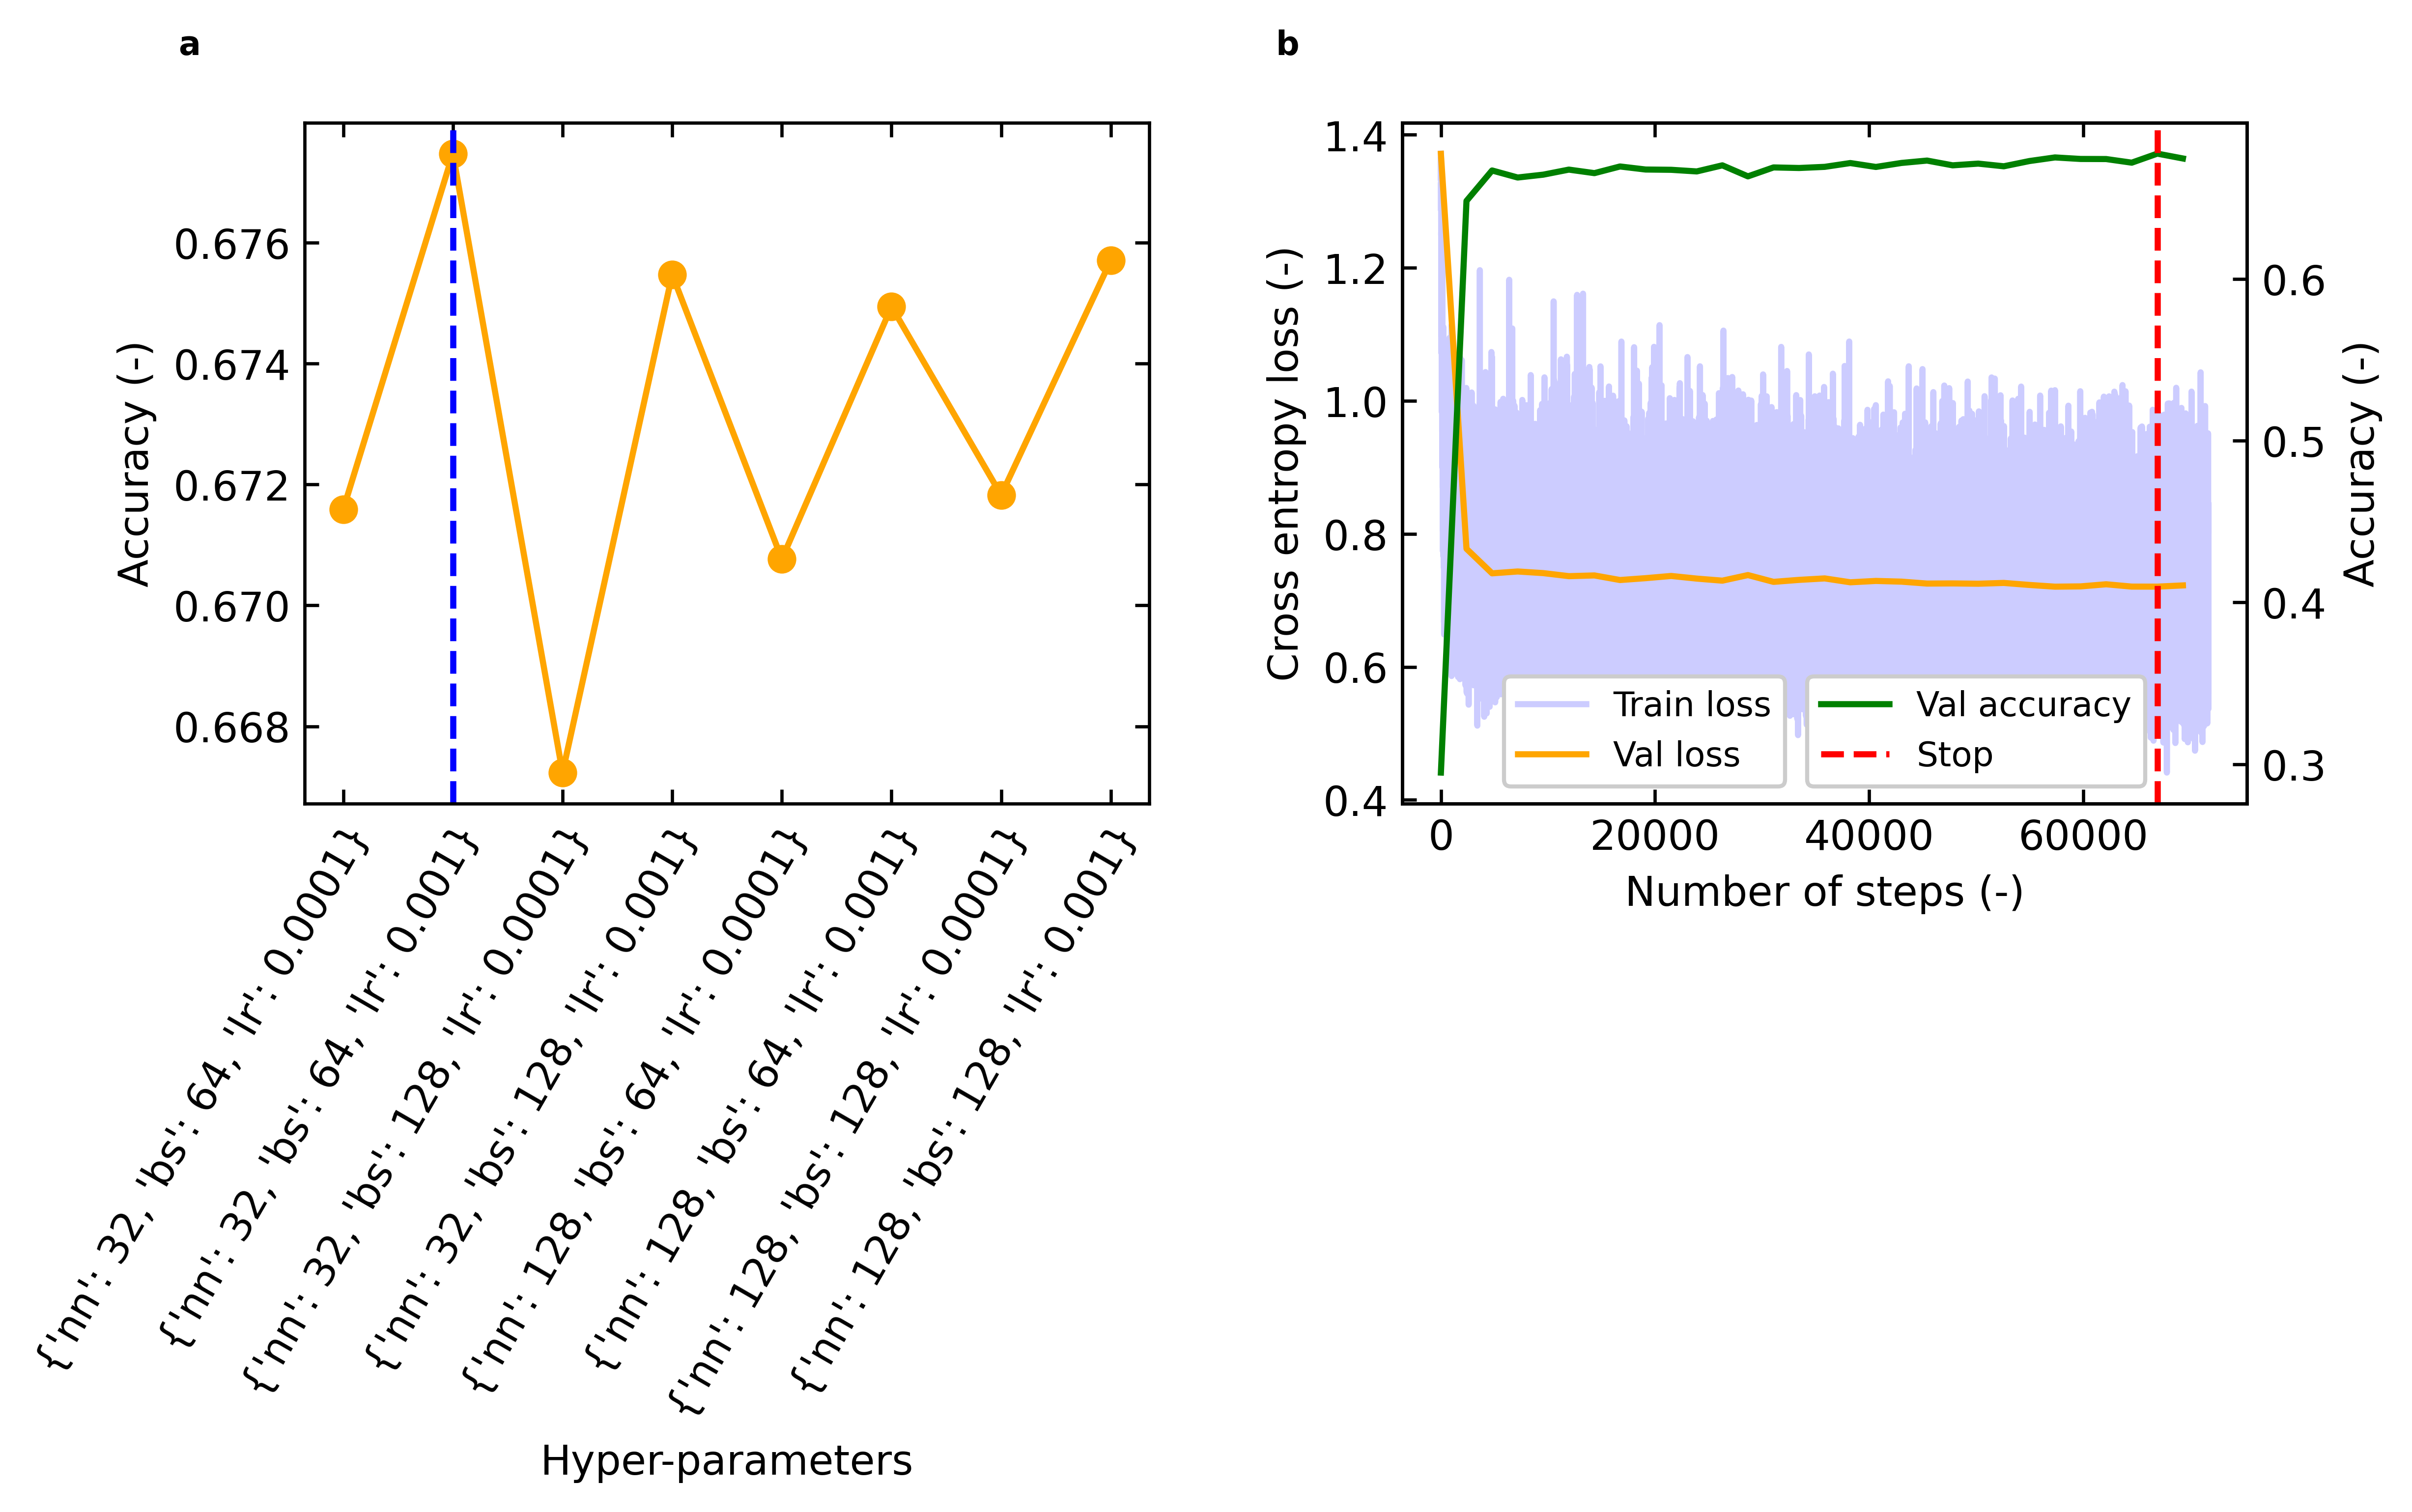 a
Accuracy (-)
0.676
0.674
0.672
0.670
0.668
{'nn': 32, 'bs': 64, 'lr': 0.0001}
{'nn': 32, 'bs': 64, 'lr': 0.001}
{'nn': 32, 'bs': 128, 'lr': 0.0001}
{'nn': 32, 'bs': 128, 'lr': 0.001}
{'nn': 128, 'bs': 64, 'lr': 0.0001}
{'nn': 128, 'bs': 64, 'lr': 0.001}
{'nn': 128, 'bs': 128, 'lr': 0.0001}
{'nn': 128, 'bs': 128, 'lr': 0.001}
Hyper-parameters
b
Cross entropy loss (-)
1.4
1.2
1.0
0.8
0.6
0.4
Train loss
Val loss
Val accuracy
Stop
0 20000 40000 60000
Number of steps (-)
0.6
0.5
0.4
0.3
Accuracy (-)